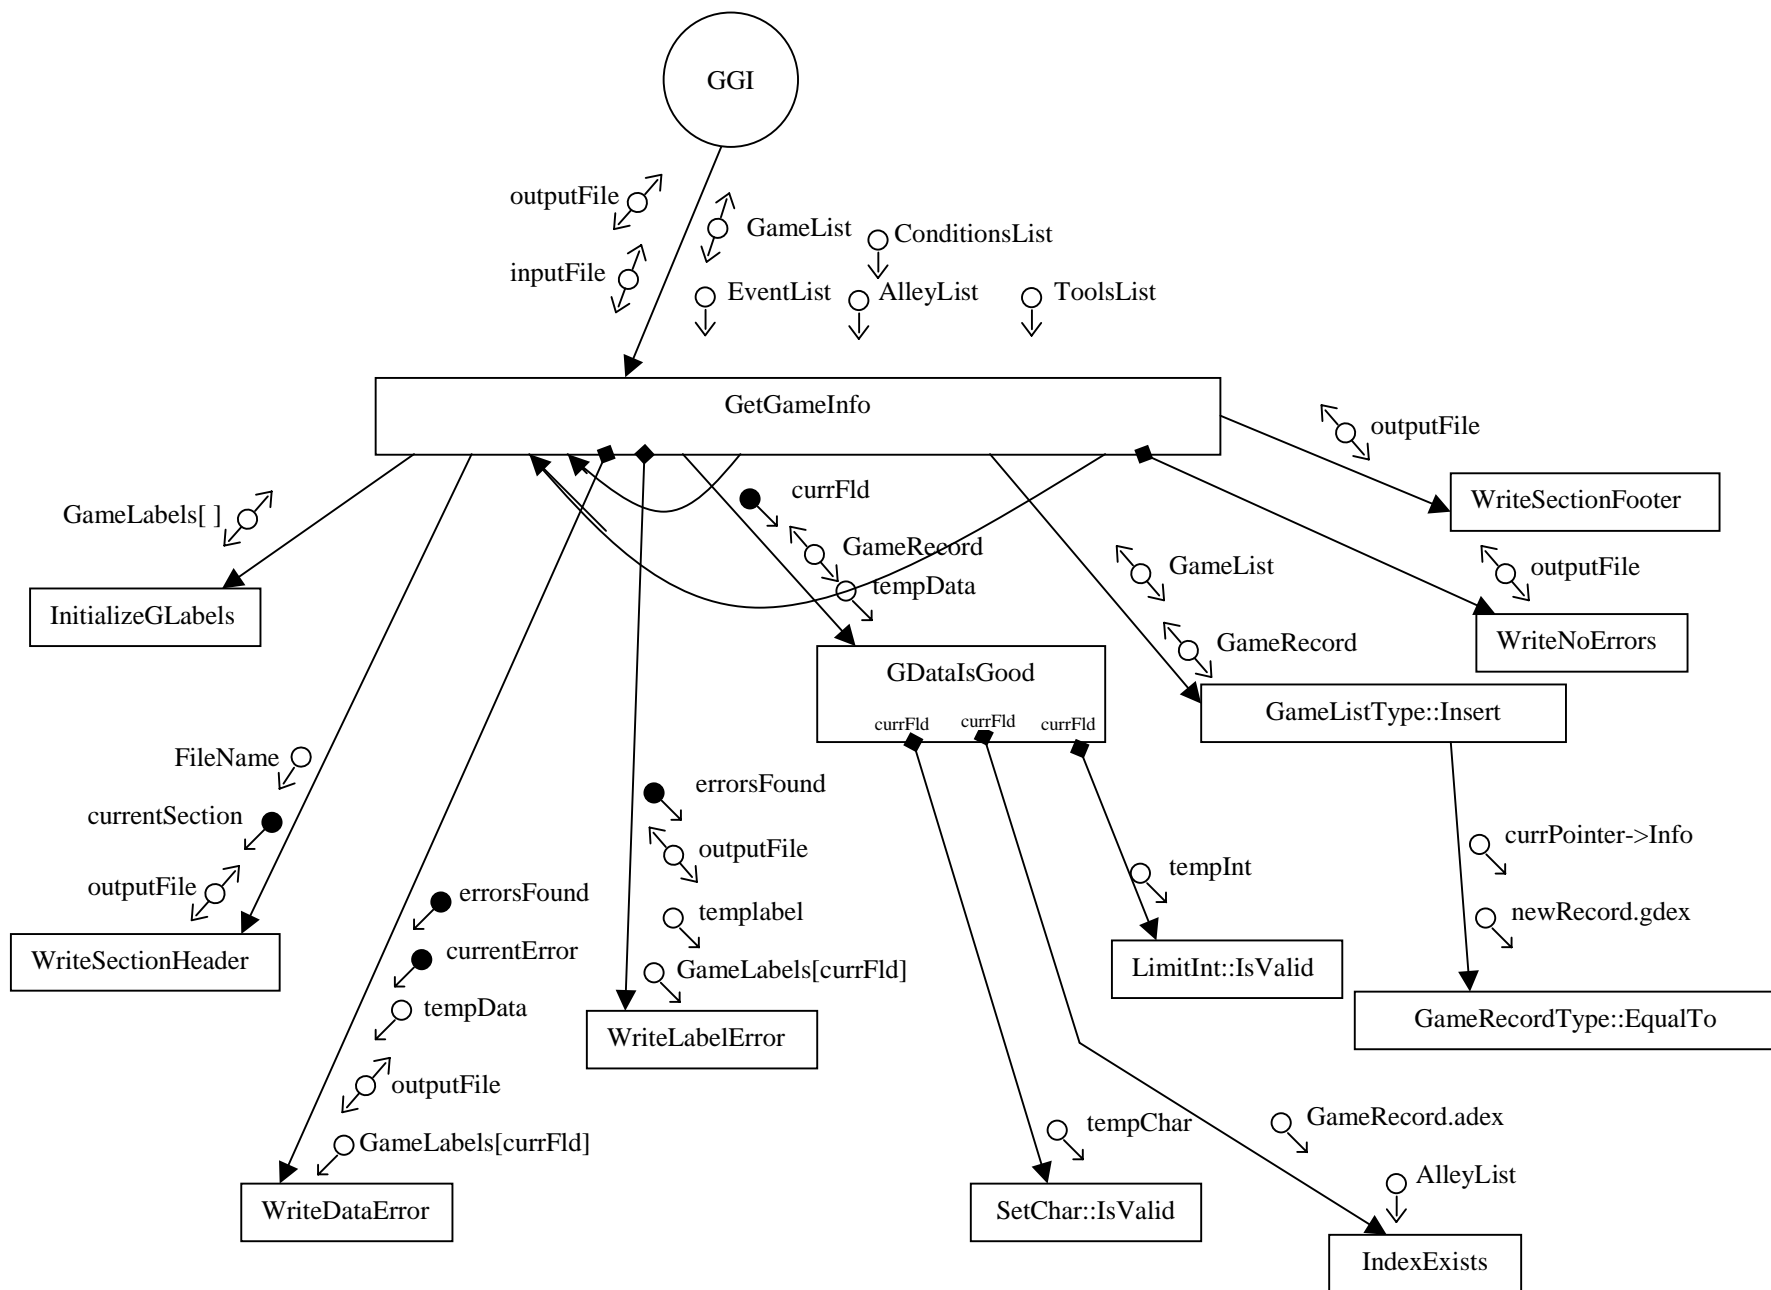 GGI
outputFile
GameList
ConditionsList
inputFile
EventList
AlleyList
ToolsList
GetGameInfo
outputFile
currFld
WriteSectionFooter
GameLabels[ ]
GameRecord
tempData
GameList
outputFile
InitializeGLabels
WriteNoErrors
GameRecord
GDataIsGood
GameListType::Insert
currFld
currFld
currFld
FileName
errorsFound
currentSection
currPointer->Info
outputFile
tempInt
outputFile
errorsFound
templabel
newRecord.gdex
currentError
WriteSectionHeader
GameLabels[currFld]
LimitInt::IsValid
tempData
WriteLabelError
GameRecordType::EqualTo
outputFile
tempChar
GameRecord.adex
GameLabels[currFld]
AlleyList
WriteDataError
SetChar::IsValid
IndexExists